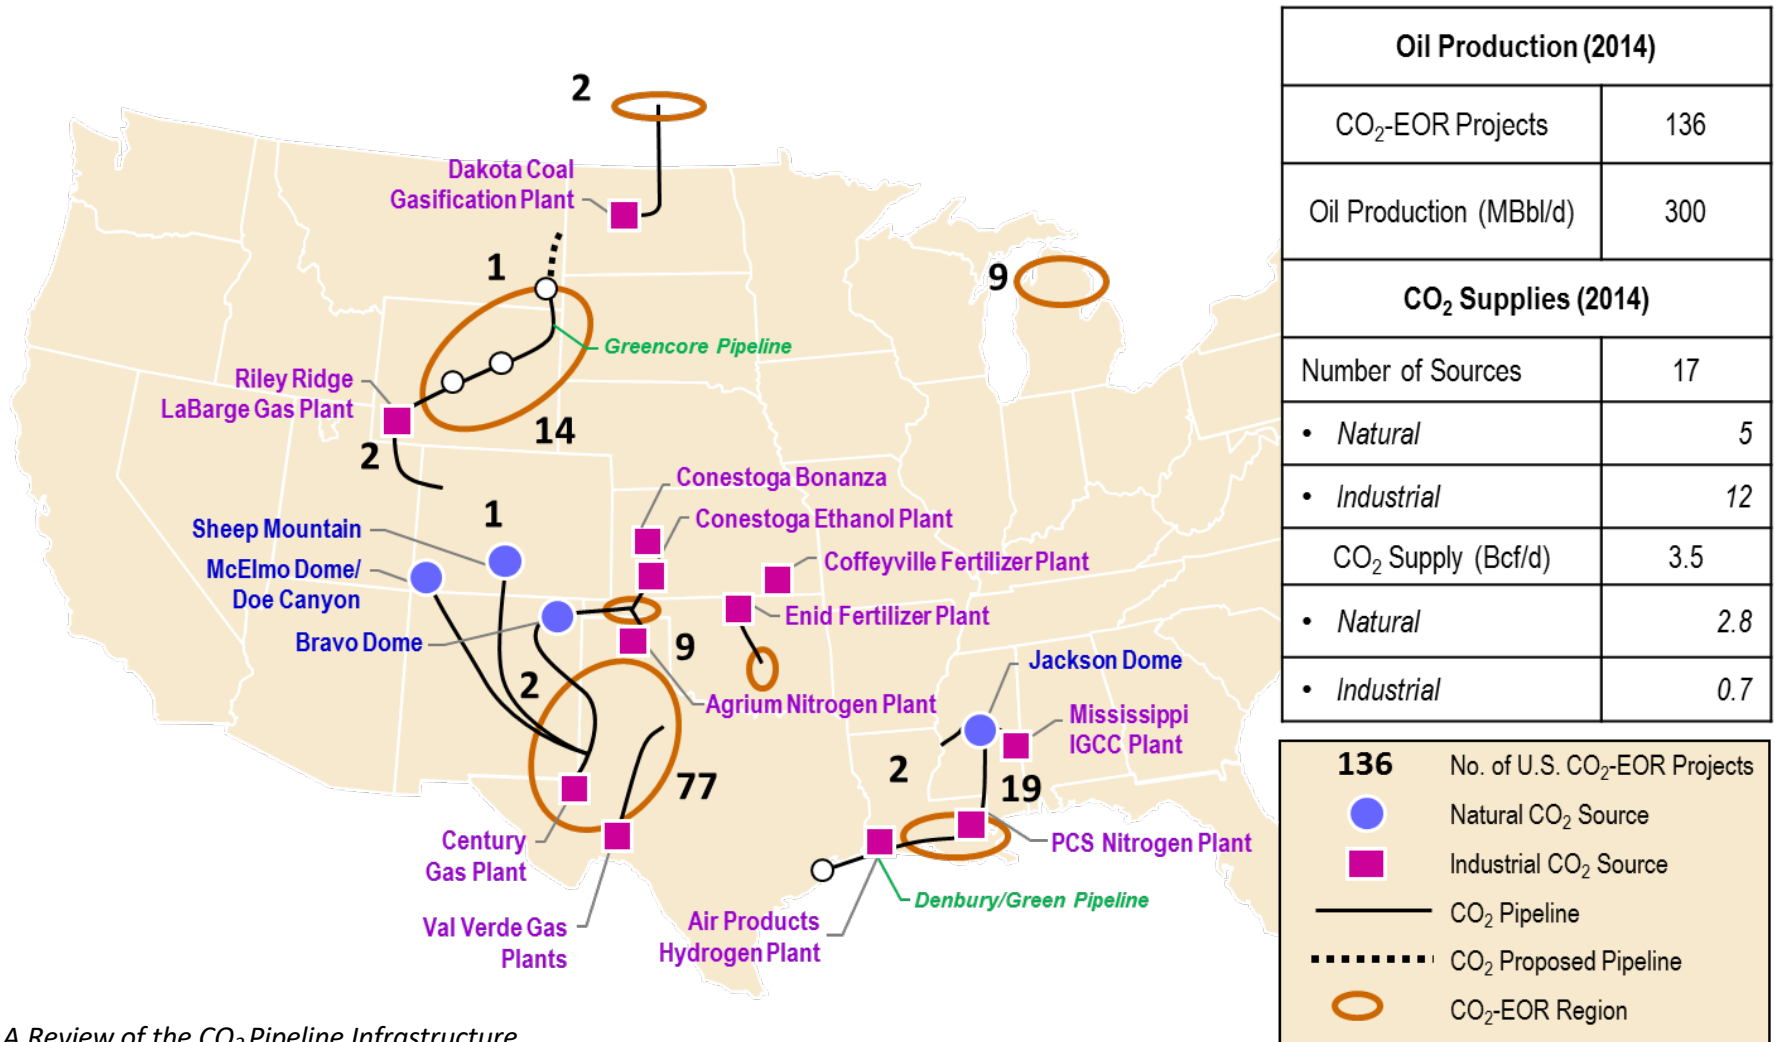 2
Dakota Coal
Gasification Plant
1
9
Greencore Pipeline
Riley Ridge
LaBarge Gas Plant
14
2
Conestoga Bonanza
1
Conestoga Ethanol Plant
Sheep Mountain
Coffeyville Fertilizer Plant
McElmo Dome/
Doe Canyon
Enid Fertilizer Plant
Bravo Dome
9
Jackson Dome
2
Agrium Nitrogen Plant
Mississippi
IGCC Plant
2
77
19
Century
Gas Plant
PCS Nitrogen Plant
Denbury/Green Pipeline
Val Verde Gas
Plants
Air Products
Hydrogen Plant
Oil Production (2014)
CO2-EOR Projects 136
Oil Production (MBbl/d) 300
CO2 Supplies (2014)
Number of Sources 17
• Natural 5
• Industrial 12
CO2 Supply (Bcf/d) 3.5
• Natural 2.8
• Industrial 0.7
136 No. of U.S. CO2-EOR Projects
Natural CO2 Source
Industrial CO2 Source
CO2 Pipeline
CO2 Proposed Pipeline
CO2-EOR Region
A Review of the CO2 Pipeline Infrastructure